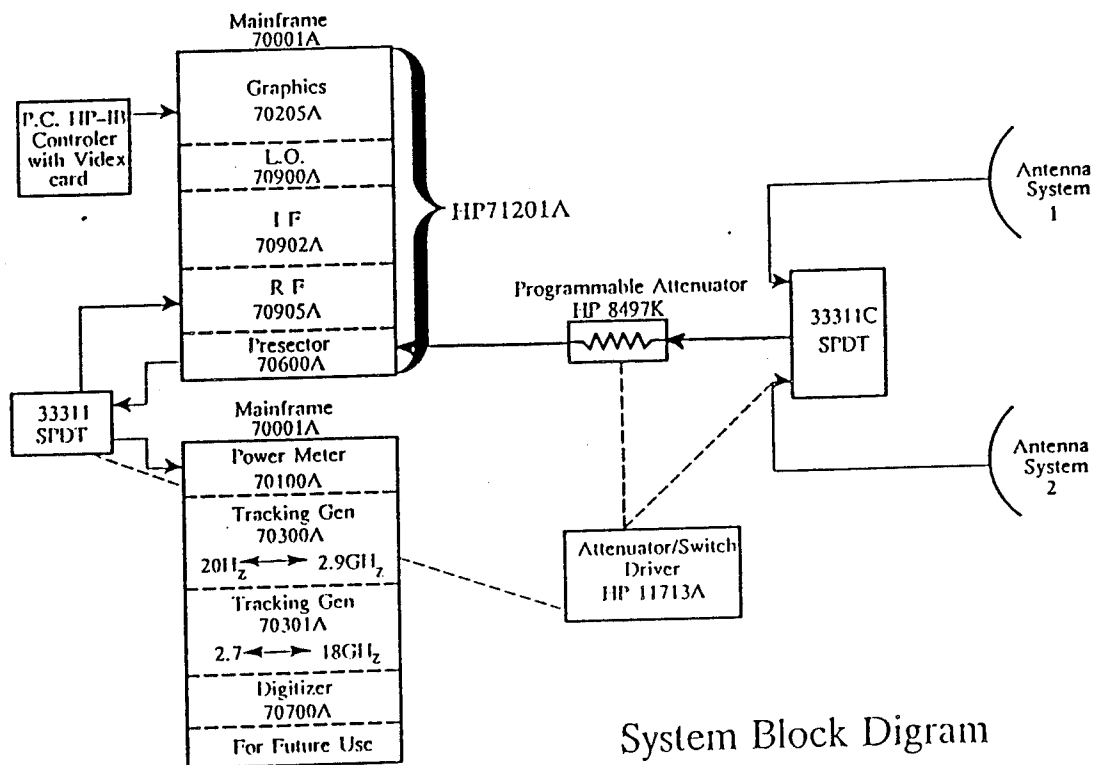 Mainframe
70001A
Graphics
70205A
P.C. HP-IB
Controler
with Videx
card
L.O.
70900A
I F
70902A
R F
70905A
Presector
70600A
HP71201A
Programmable Attenuator
HP 8497K
33311C
SPDT
Antenna
System
1
Antenna
System
2
33311
SPDT
Mainframe
70001A
Power Meter
70100A
Tracking Gen
70300A
20Hz 2.9GHz
Tracking Gen
70301A
2.7 18GHz
Digitizer
70700A
For Future Use
Attenuator/Switch
Driver
HP 11713A
System Block Digram